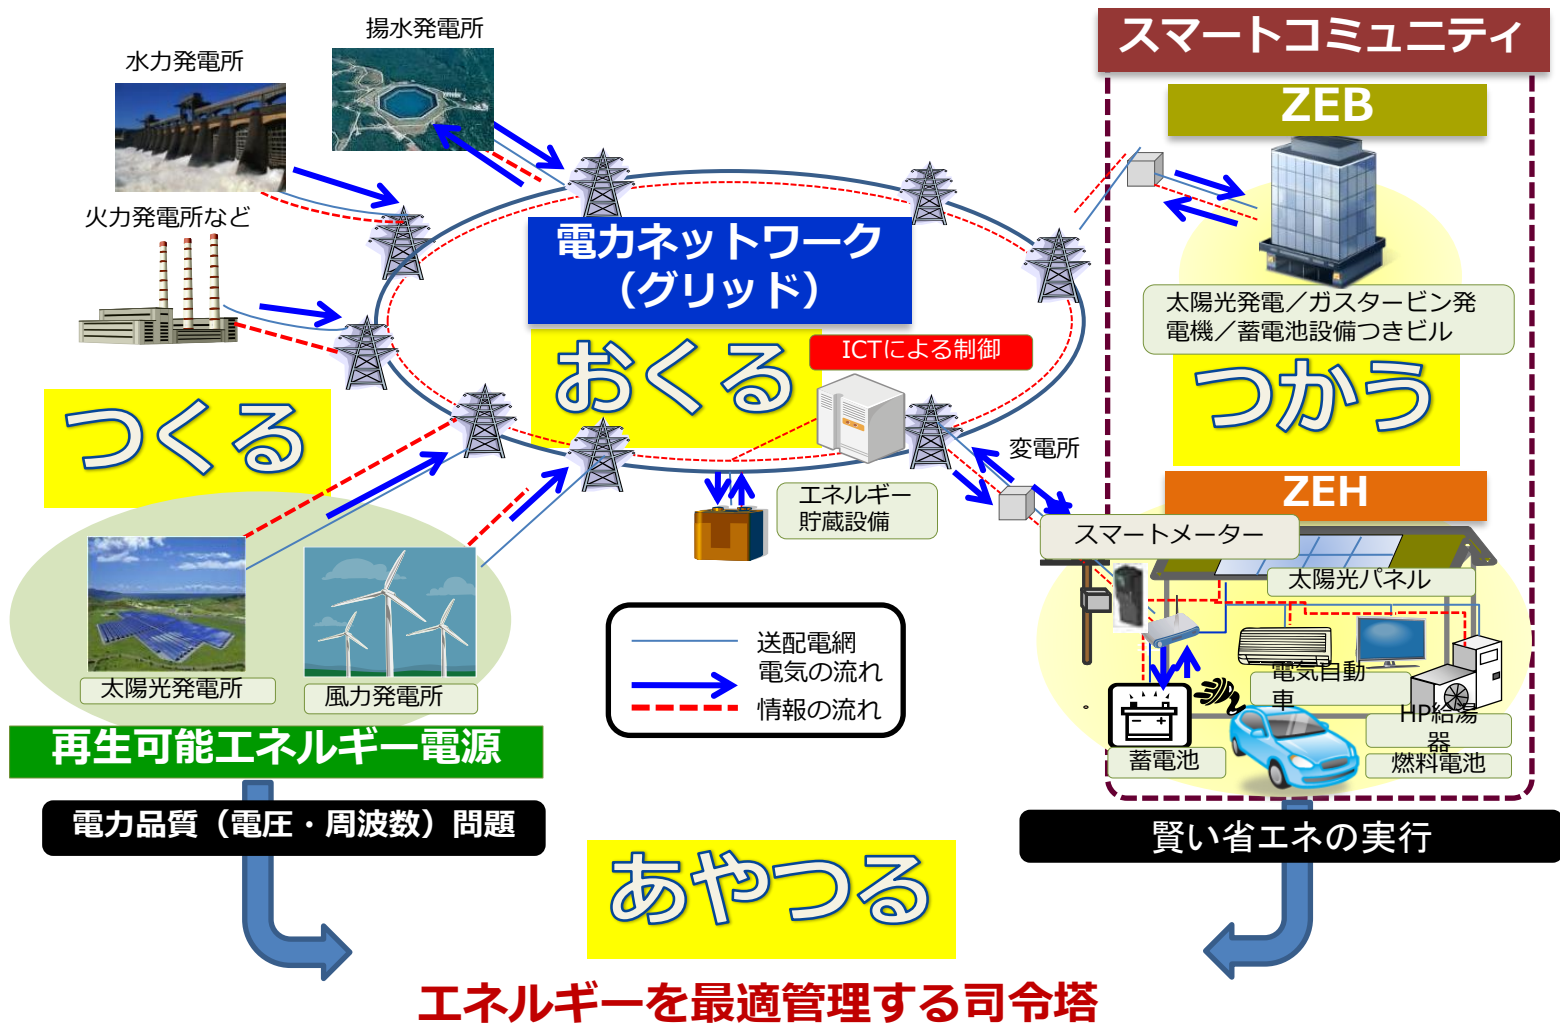 揚水発電所
水力発電所
火力発電所など
スマートコミュニティ
ZEB
電力ネットワーク
（グリッド）
太陽光発電／ガスタービン発
電機／蓄電池設備つきビル
ICTによる制御
おくる
つくる
つかう
変電所
エネルギー
貯蔵設備
ZEH
スマートメーター
太陽光パネル
太陽光発電所
風力発電所
送配電網
電気の流れ
情報の流れ
電気自動
車
HP給湯
器
蓄電池
燃料電池
再生可能エネルギー電源
電力品質（電圧・周波数）問題
賢い省エネの実行
あやつる
エネルギーを最適管理する司令塔